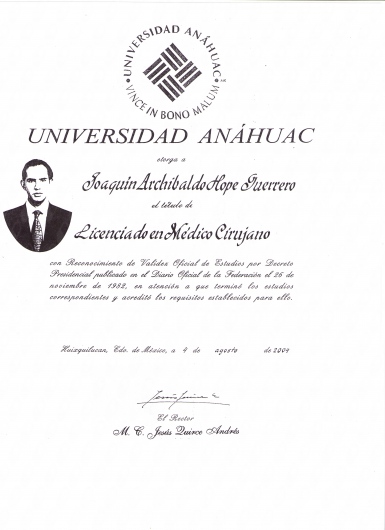 UNIVERSIDAD ANÁHUAC
VINCE IN BONO MALUM
UNIVERSIDAD ANÁHUAC
otorga a
Joaquín Archibaldo Hope Guerrero
el título de
Licenciado en Médico Cirujano
con Reconocimiento de Validez Oficial de Estudios por Decreto
Presidencial publicado en el Diario Oficial de la Federación el 26 de
noviembre de 1982, en atención a que terminó los estudios
correspondientes y acreditó los requisitos establecidos para ello.
Huixquilucan, Edo. de México, a 4 de agosto de 2004
El Rector
M. C. Jesús Quirce Andrés